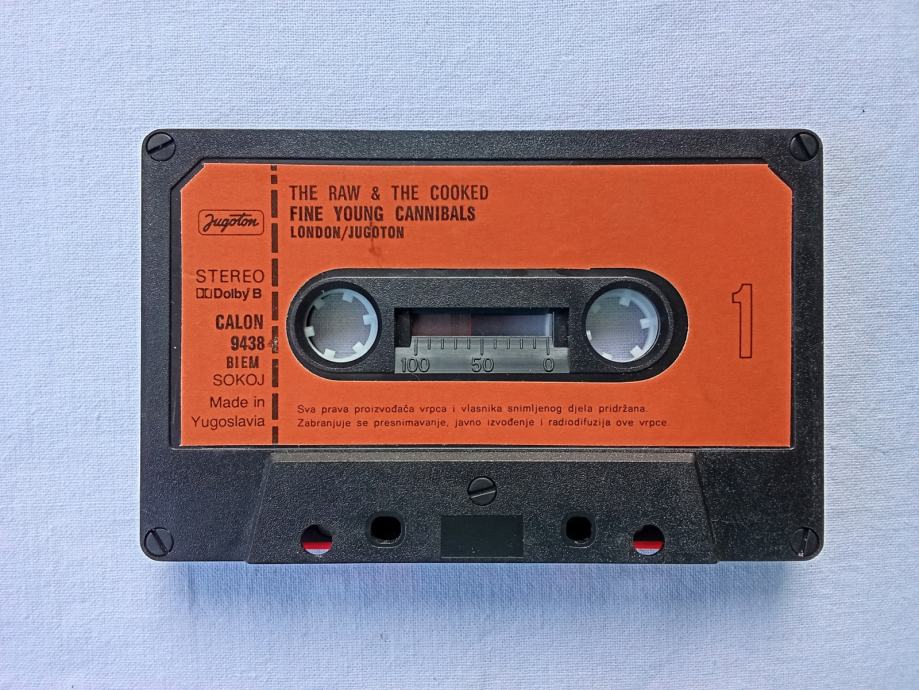 THE RAW & THE COOKED
FINE YOUNG CANNIBALS
LONDON/JUGOTON
Jugoton
STEREO
Dolby B
CALON
9438
BIEM
SOKOJ
Made in
Yugoslavia
1
100 50 0
Sva prava proizvođača vrpca i vlasnika snimljenog djela pridržana.
Zabranjuje se presnimavanje, javno izvođenje i radiodifuzija ove vrpce.